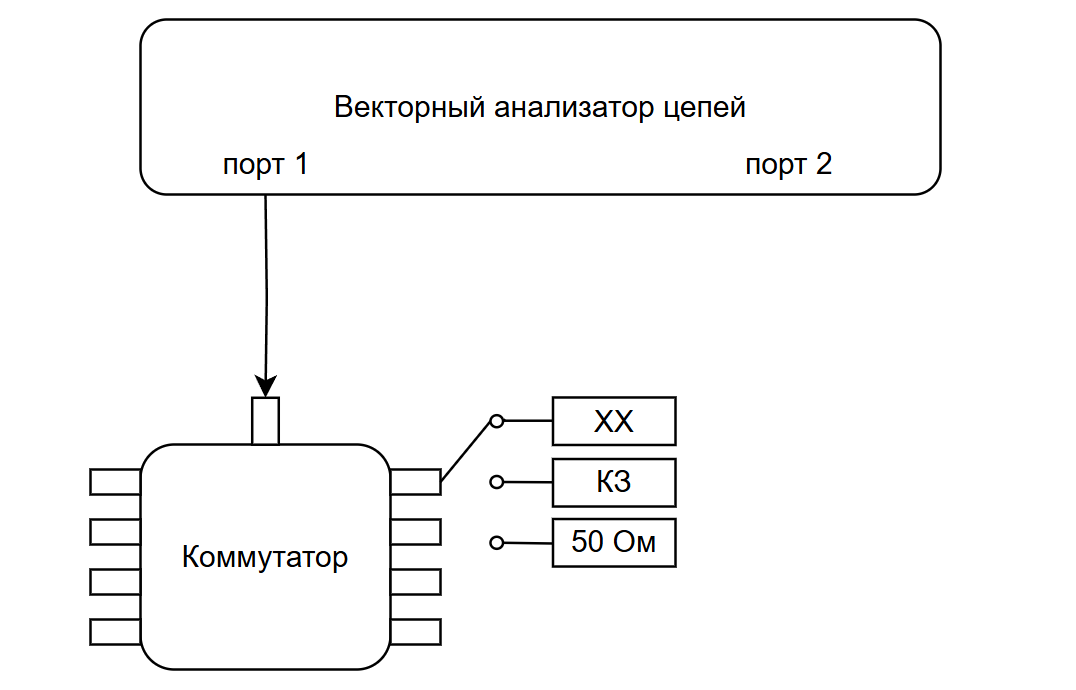 Векторный анализатор цепей
порт 1
порт 2
ХХ
КЗ
50 Ом
Коммутатор